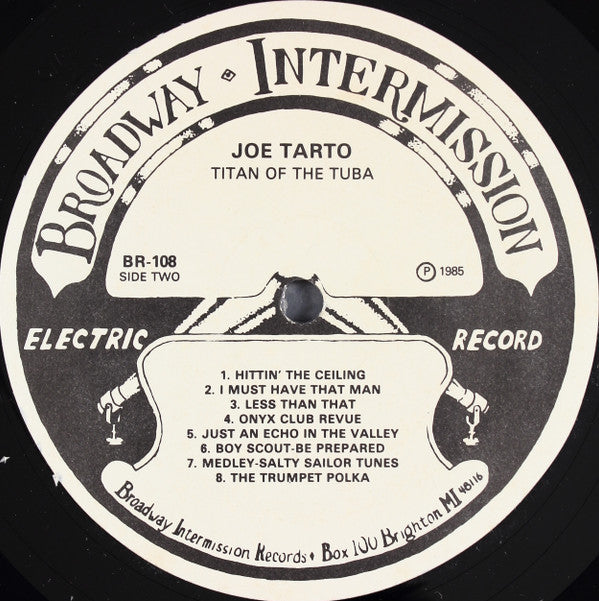 BROADWAY • INTERMISSION
JOE TARTO
TITAN OF THE TUBA
BR-108
SIDE TWO
Ⓟ 1985
ELECTRIC RECORD
1. HITTIN' THE CEILING
2. I MUST HAVE THAT MAN
3. LESS THAN THAT
4. ONYX CLUB REVUE
5. JUST AN ECHO IN THE VALLEY
6. BOY SCOUT-BE PREPARED
7. MEDLEY-SALTY SAILOR TUNES
8. THE TRUMPET POLKA
Broadway Intermission Records • Box 100 Brighton MI 48116